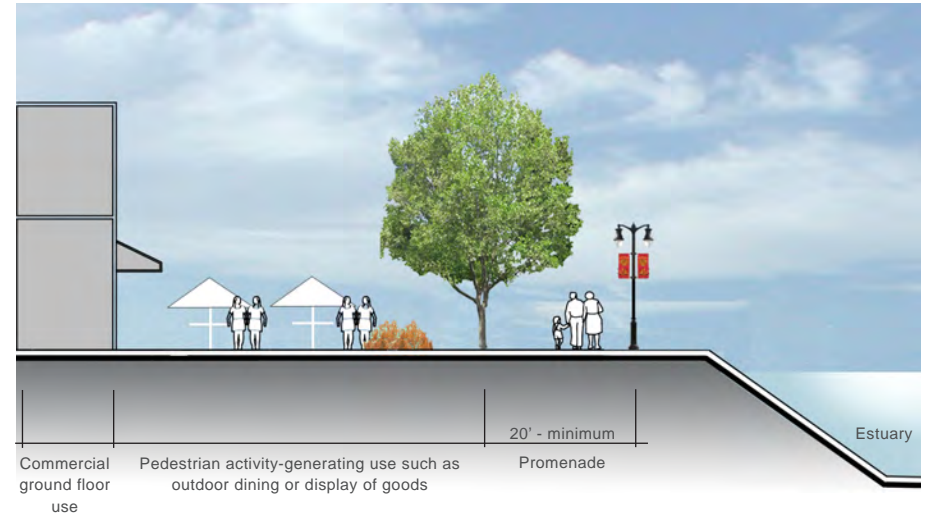 20' - minimum
Estuary
Commercial
ground floor
use
Pedestrian activity-generating use such as
outdoor dining or display of goods
Promenade